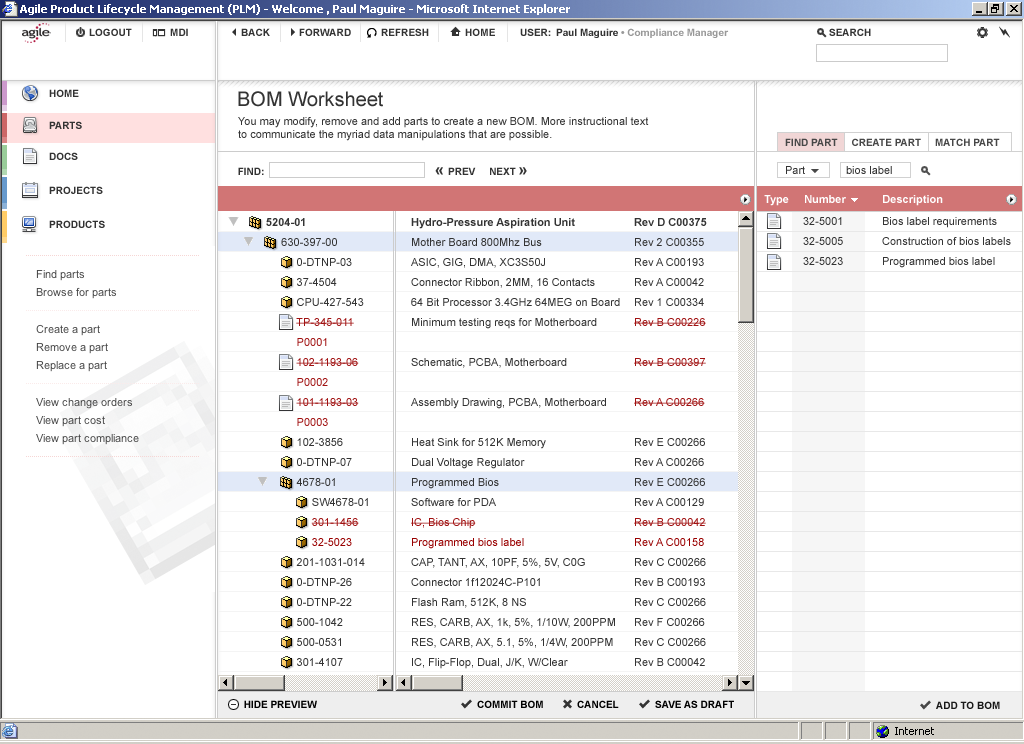 Agile Product Lifecycle Management (PLM) - Welcome , Paul Maguire - Microsoft Internet Explorer
agile LOGOUT MDI BACK FORWARD REFRESH HOME USER: Paul Maguire • Compliance Manager SEARCH
HOME
PARTS
DOCS
PROJECTS
PRODUCTS
Find parts
Browse for parts
Create a part
Remove a part
Replace a part
View change orders
View part cost
View part compliance
BOM Worksheet
You may modify, remove and add parts to create a new BOM. More instructional text
to communicate the myriad data manipulations that are possible.
FIND: « PREV NEXT »
5204-01 Hydro-Pressure Aspiration Unit Rev D C00375
630-397-00 Mother Board 800Mhz Bus Rev 2 C00355
0-DTNP-03 ASIC, GIG, DMA, XC3S50J Rev A C00193
37-4504 Connector Ribbon, 2MM, 16 Contacts Rev A C00042
CPU-427-543 64 Bit Processor 3.4GHz 64MEG on Board Rev 1 C00334
TP-345-011 Minimum testing reqs for Motherboard Rev B C00226
P0001
102-1193-06 Schematic, PCBA, Motherboard Rev B C00397
P0002
101-1193-03 Assembly Drawing, PCBA, Motherboard Rev A C00266
P0003
102-3856 Heat Sink for 512K Memory Rev E C00266
0-DTNP-07 Dual Voltage Regulator Rev A C00266
4678-01 Programmed Bios Rev E C00266
SW4678-01 Software for PDA Rev A C00129
301-1456 IC, Bios Chip Rev B C00042
32-5023 Programmed bios label Rev A C00158
201-1031-014 CAP, TANT, AX, 10PF, 5%, 5V, C0G Rev C C00266
0-DTNP-26 Connector 1f12024C-P101 Rev B C00193
0-DTNP-22 Flash Ram, 512K, 8 NS Rev C C00266
500-1042 RES, CARB, AX, 1k, 5%, 1/10W, 200PPM Rev F C00266
500-0531 RES, CARB, AX, 5.1, 5%, 1/4W, 200PPM Rev C C00266
301-4107 IC, Flip-Flop, Dual, J/K, W/Clear Rev B C00042
HIDE PREVIEW COMMIT BOM CANCEL SAVE AS DRAFT
FIND PART CREATE PART MATCH PART
Part bios label
Type Number Description
32-5001 Bios label requirements
32-5005 Construction of bios labels
32-5023 Programmed bios label
ADD TO BOM
Internet